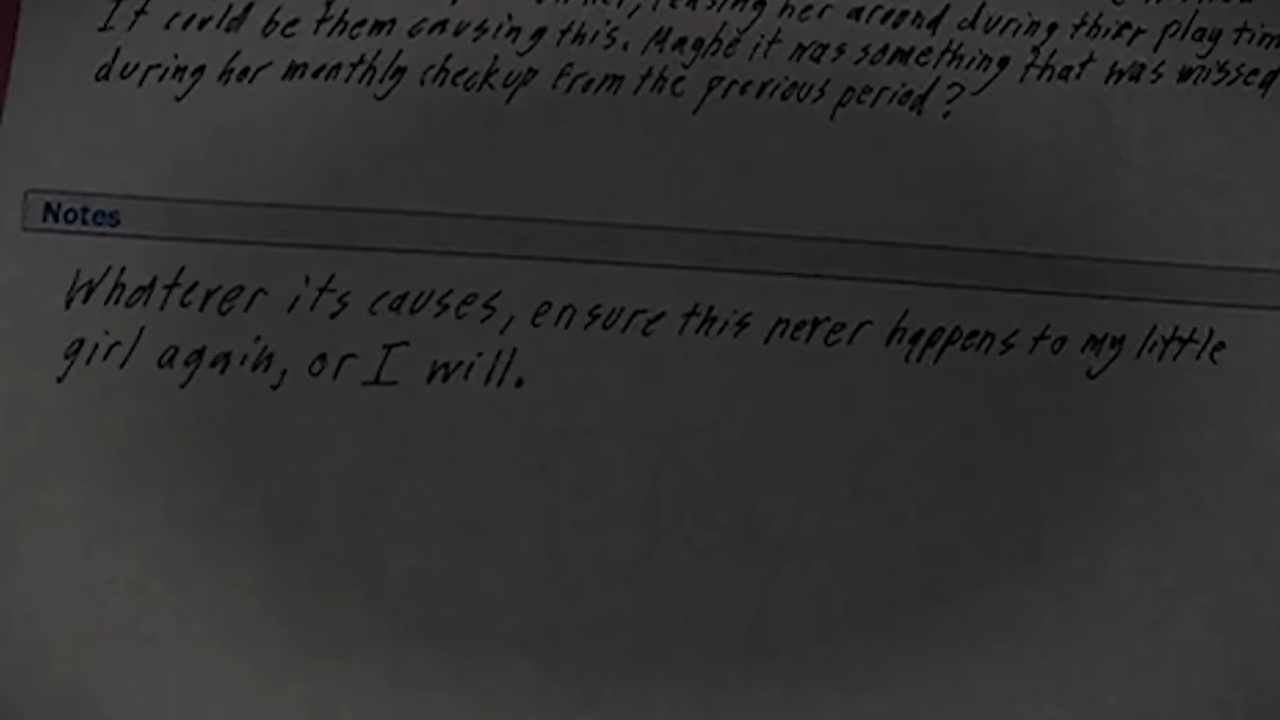 her, teasing her around during thier play time
It could be them causing this. Maybe it was something that was missed
during her monthly checkup from the previous period?
Notes
Whatever its causes, ensure this never happens to my little
girl again, or I will.